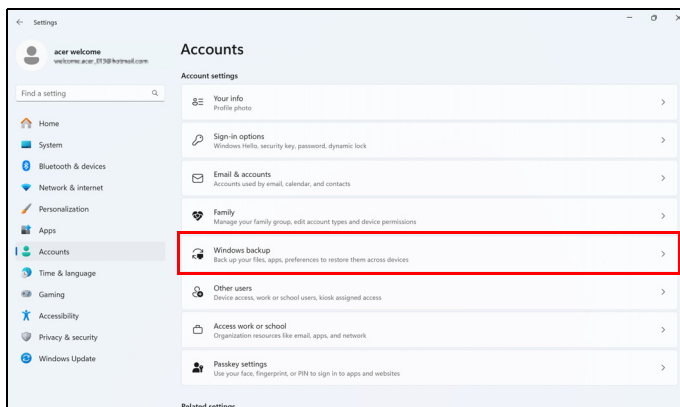 Settings
acer welcome
welcome.acer_015@hotmail.com
Find a setting
Home
System
Bluetooth & devices
Network & internet
Personalization
Apps
Accounts
Time & language
Gaming
Accessibility
Privacy & security
Windows Update
Accounts
Account settings
Your info
Profile photo
Sign-in options
Windows Hello, security key, password, dynamic lock
Email & accounts
Accounts used by email, calendar, and contacts
Family
Manage your family group, edit account types and device permissions
Windows backup
Back up your files, apps, preferences to restore them across devices
Other users
Device access, work or school users, kiosk assigned access
Access work or school
Organization resources like email, apps, and network
Passkey settings
Use your face, fingerprint, or PIN to sign in to apps and websites
Related settings